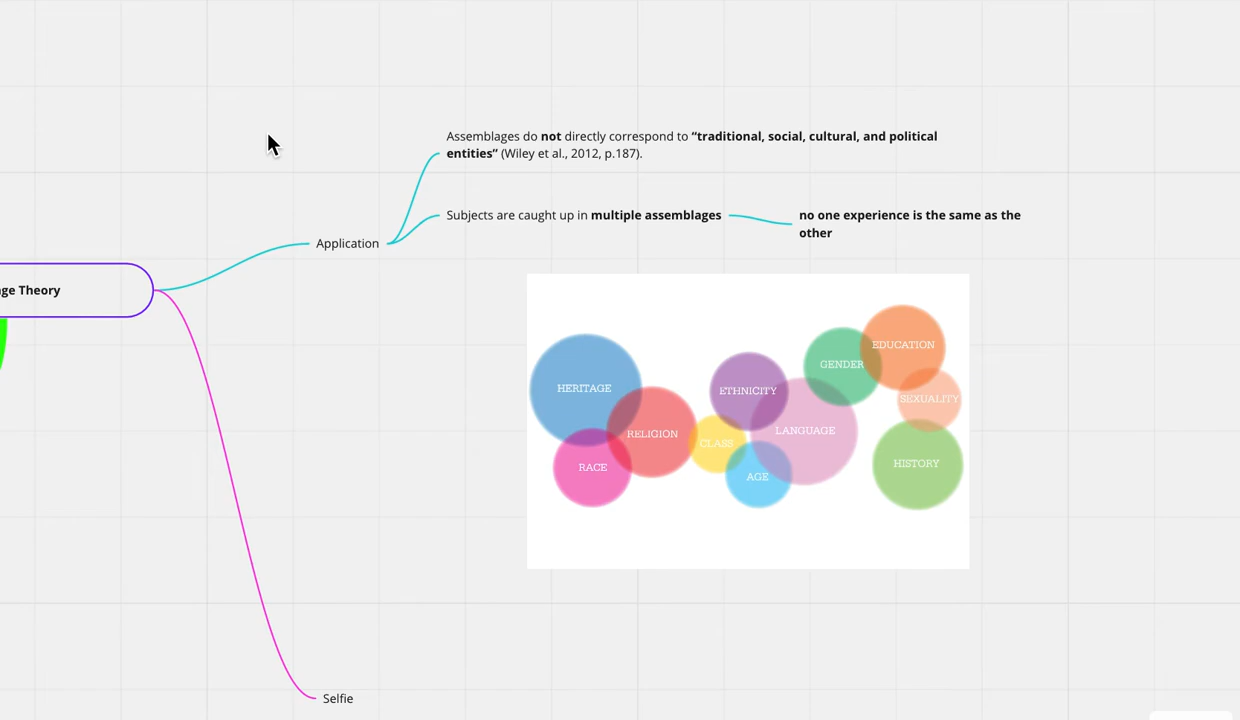 Assemblages do not directly correspond to “traditional, social, cultural, and political
entities” (Wiley et al., 2012, p.187).
Subjects are caught up in multiple assemblages
no one experience is the same as the
other
Application
ge Theory
EDUCATION
GENDER
HERITAGE
ETHNICITY
SEXUALITY
RELIGION
LANGUAGE
CLASS
RACE
AGE
HISTORY
Selfie